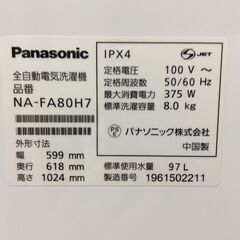 Panasonic
全自動電気洗濯機
品番
NA-FA80H7
外形寸法
幅 599 mm
奥行 618 mm
高さ 1024 mm
IPX4
JET
定格電圧 100 V～
定格周波数 50/60 Hz
最大消費電力 375 W
標準洗濯容量 8.0 kg
PS
E
パナソニック株式会社
中国製
標準使用水量 97 L
製造番号 1961502211